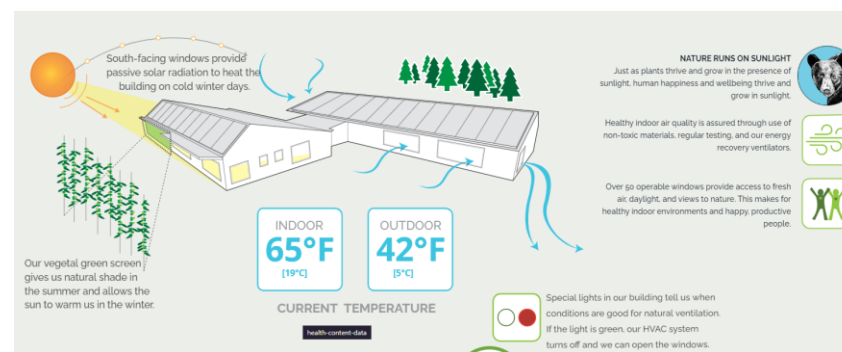 South-facing windows provide
passive solar radiation to heat the
building on cold winter days.
NATURE RUNS ON SUNLIGHT
Just as plants thrive and grow in the presence of
sunlight, human happiness and wellbeing thrive and
grow in sunlight.
Healthy indoor air quality is assured through use of
non-toxic materials, regular testing, and our energy
recovery ventilators.
Over 50 operable windows provide access to fresh
air, daylight, and views to nature. This makes for
healthy indoor environments and happy, productive
people.
Our vegetal green screen
gives us natural shade in
the summer and allows the
sun to warm us in the winter.
INDOOR
65°F
[19°C]
OUTDOOR
42°F
[5°C]
CURRENT TEMPERATURE
health-content-data
Special lights in our building tell us when
conditions are good for natural ventilation.
If the light is green, our HVAC system
turns off and we can open the windows.